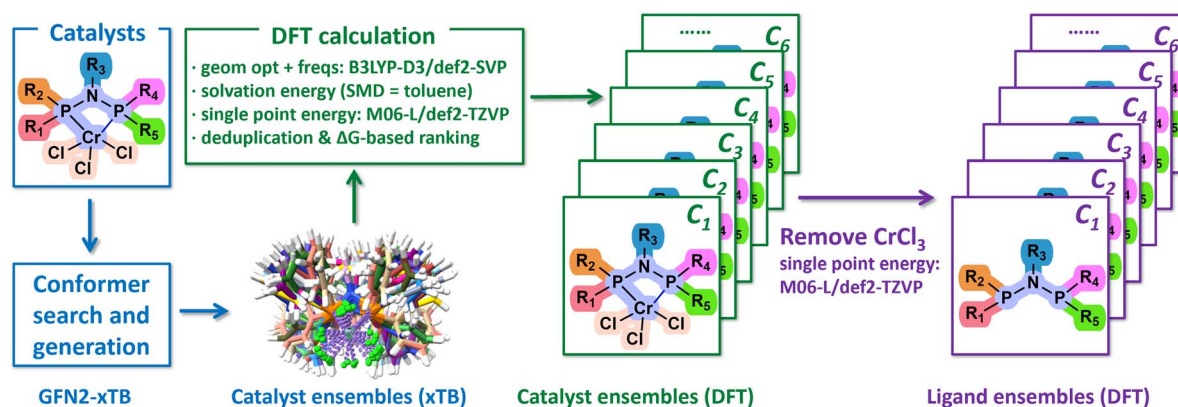 Catalysts
R3
R2
N
R4
P
P
R1
R5
Cr
Cl
Cl
Cl
DFT calculation
· geom opt + freqs: B3LYP-D3/def2-SVP
· solvation energy (SMD = toluene)
· single point energy: M06-L/def2-TZVP
· deduplication & ΔG-based ranking
Conformer
search and
generation
GFN2-xTB
Catalyst ensembles (xTB)
...... C6
C5
C4
C3
C2
C1
R3
R2
N
R4
P
P
R1
R5
Cr
Cl
Cl
Cl
Catalyst ensembles (DFT)
Remove CrCl3
single point energy:
M06-L/def2-TZVP
...... C6
C5
C4
C3
C2
C1
R3
R2
N
R4
P
P
R1
R5
Ligand ensembles (DFT)